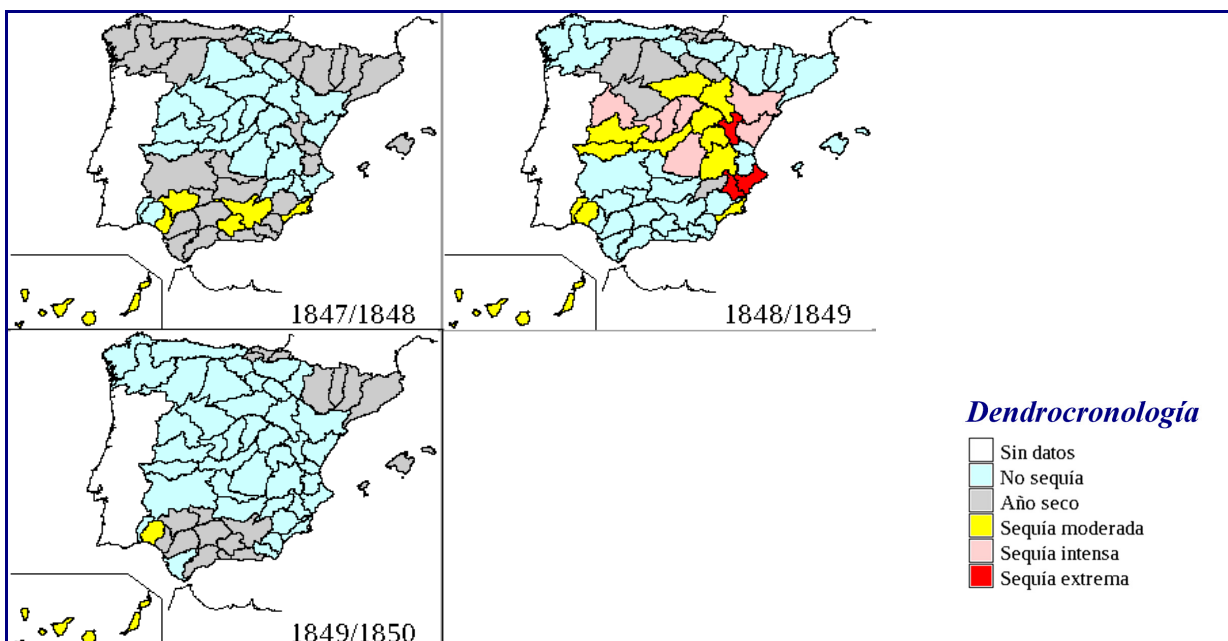 1847/1848
1848/1849
1849/1850
Dendrocronología
Sin datos
No sequía
Año seco
Sequía moderada
Sequía intensa
Sequía extrema